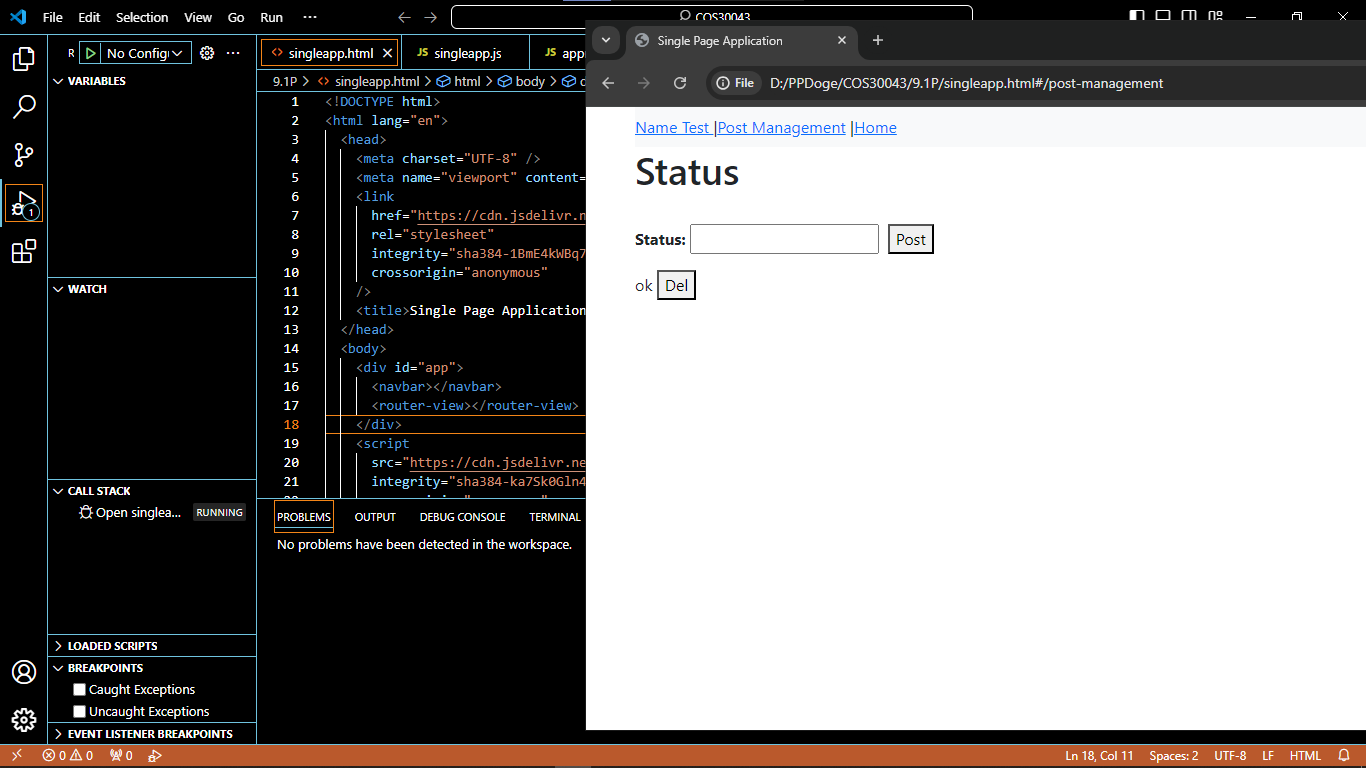 File Edit Selection View Go Run ···
COS30043
R No Config
VARIABLES
WATCH
CALL STACK
Open singlea... RUNNING
LOADED SCRIPTS
BREAKPOINTS
Caught Exceptions
Uncaught Exceptions
EVENT LISTENER BREAKPOINTS
singleapp.html
JS singleapp.js
JS app
9.1P > singleapp.html > html > body >
1 <!DOCTYPE html>
2 <html lang="en">
3 <head>
4 <meta charset="UTF-8" />
5 <meta name="viewport" content=
6 <link
7 href="https://cdn.jsdelivr.ne
8 rel="stylesheet"
9 integrity="sha384-1BmE4kWBq7
10 crossorigin="anonymous"
11 />
12 <title>Single Page Application
13 </head>
14 <body>
15 <div id="app">
16 <navbar></navbar>
17 <router-view></router-view>
18 </div>
19 <script
20 src="https://cdn.jsdelivr.ne
21 integrity="sha384-ka7Sk0Gln4
PROBLEMS OUTPUT DEBUG CONSOLE TERMINAL
No problems have been detected in the workspace.
Single Page Application
File D:/PPDoge/COS30043/9.1P/singleapp.html#/post-management
Name Test |Post Management |Home
Status
Status: Post
ok Del
0 0 0 Ln 18, Col 11 Spaces: 2 UTF-8 LF HTML